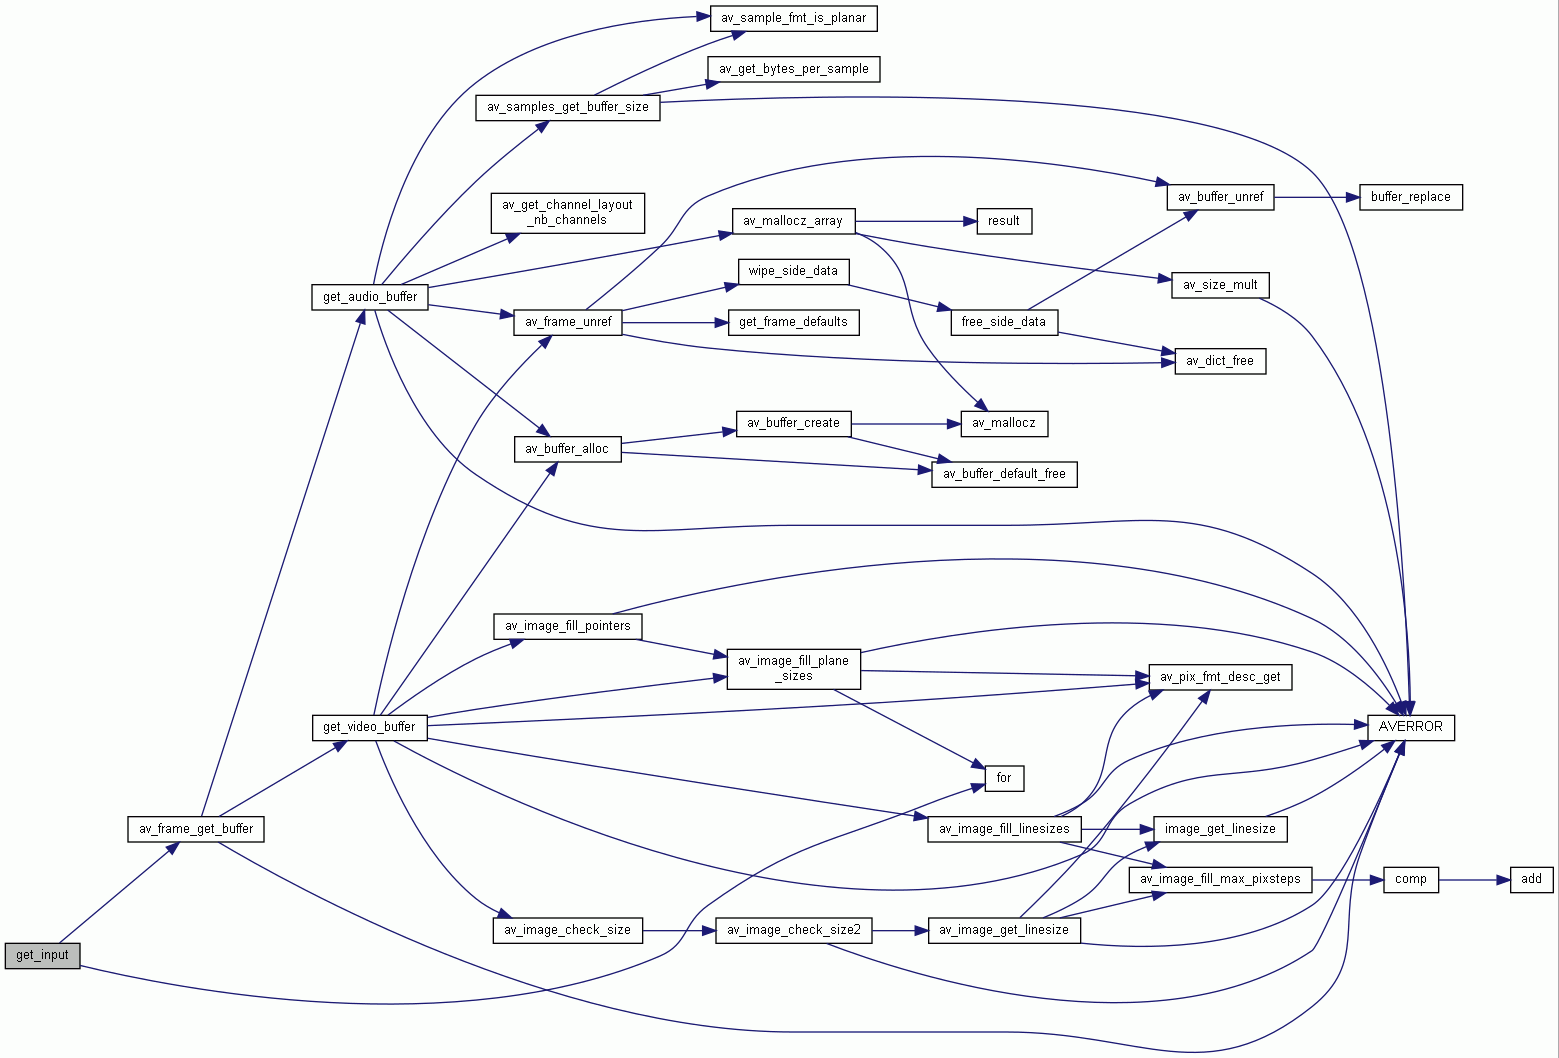 av_sample_fmt_is_planar
av_get_bytes_per_sample
av_samples_get_buffer_size
av_get_channel_layout
_nb_channels
av_buffer_unref
buffer_replace
av_mallocz_array
result
wipe_side_data
av_size_mult
get_audio_buffer
av_frame_unref
get_frame_defaults
free_side_data
av_dict_free
av_buffer_create
av_mallocz
av_buffer_alloc
av_buffer_default_free
av_image_fill_pointers
av_image_fill_plane
_sizes
av_pix_fmt_desc_get
get_video_buffer
AVERROR
for
av_frame_get_buffer
av_image_fill_linesizes
image_get_linesize
av_image_fill_max_pixsteps
comp
add
av_image_check_size
av_image_check_size2
av_image_get_linesize
get_input